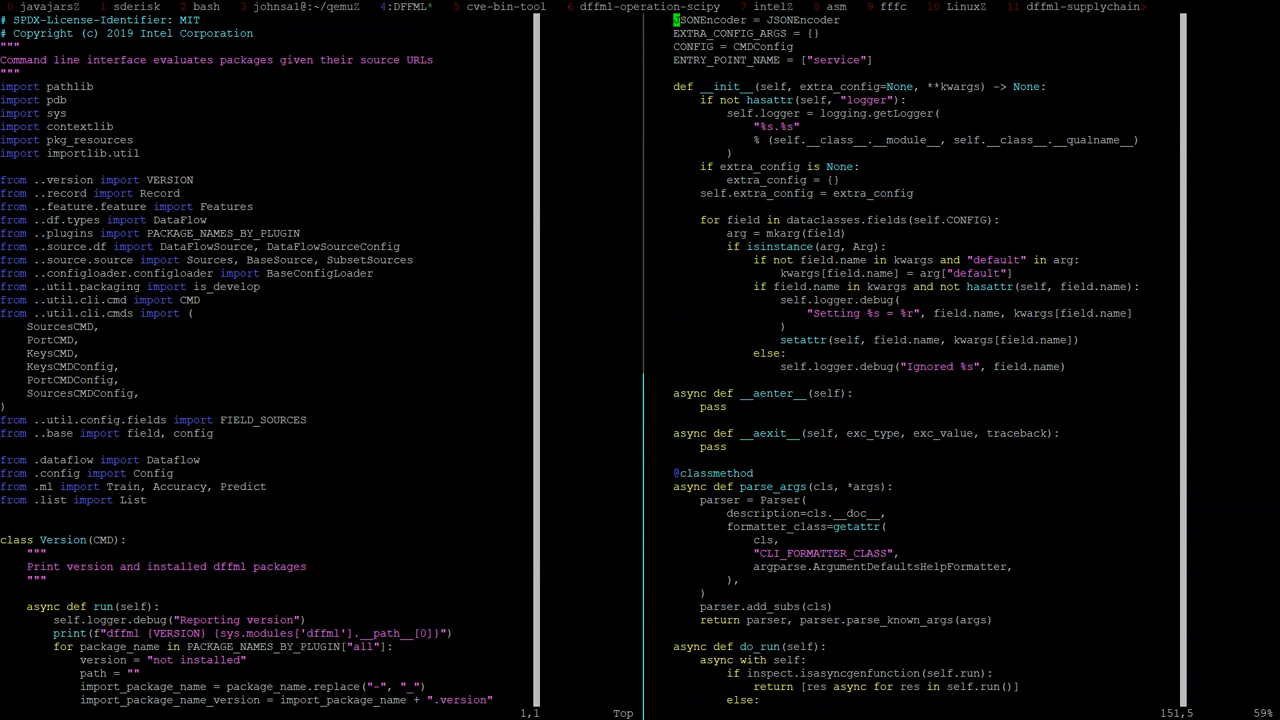 0 javajarsZ 1 sderisk 2 bash 3 johnsal@:~/qemuZ 4:DFFML* 5 cve-bin-tool 6 dffml-operation-scipy 7 intelZ 8 asm 9 fffc 10 LinuxZ 11 dffml-supplychain>
# SPDX-License-Identifier: MIT
# Copyright (c) 2019 Intel Corporation
"""
Command line interface evaluates packages given their source URLs
"""
import pathlib
import pdb
import sys
import contextlib
import pkg_resources
import importlib.util
from ..version import VERSION
from ..record import Record
from ..feature.feature import Features
from ..df.types import DataFlow
from ..plugins import PACKAGE_NAMES_BY_PLUGIN
from ..source.df import DataFlowSource, DataFlowSourceConfig
from ..source.source import Sources, BaseSource, SubsetSources
from ..configloader.configloader import BaseConfigLoader
from ..util.packaging import is_develop
from ..util.cli.cmd import CMD
from ..util.cli.cmds import (
    SourcesCMD,
    PortCMD,
    KeysCMD,
    KeysCMDConfig,
    PortCMDConfig,
    SourcesCMDConfig,
)
from ..util.config.fields import FIELD_SOURCES
from ..base import field, config
from .dataflow import Dataflow
from .config import Config
from .ml import Train, Accuracy, Predict
from .list import List
class Version(CMD):
    """
    Print version and installed dffml packages
    """
    async def run(self):
        self.logger.debug("Reporting version")
        print(f"dffml {VERSION} {sys.modules['dffml'].__path__[0]}")
        for package_name in PACKAGE_NAMES_BY_PLUGIN["all"]:
            version = "not installed"
            path = ""
            import_package_name = package_name.replace("-", "_")
            import_package_name_version = import_package_name + ".version"
1,1 Top
    JSONEncoder = JSONEncoder
    EXTRA_CONFIG_ARGS = {}
    CONFIG = CMDConfig
    ENTRY_POINT_NAME = ["service"]
    def __init__(self, extra_config=None, **kwargs) -> None:
        if not hasattr(self, "logger"):
            self.logger = logging.getLogger(
                "%s.%s"
                % (self.__class__.__module__, self.__class__.__qualname__)
            )
        if extra_config is None:
            extra_config = {}
        self.extra_config = extra_config
        for field in dataclasses.fields(self.CONFIG):
            arg = mkarg(field)
            if isinstance(arg, Arg):
                if not field.name in kwargs and "default" in arg:
                    kwargs[field.name] = arg["default"]
                if field.name in kwargs and not hasattr(self, field.name):
                    self.logger.debug(
                        "Setting %s = %r", field.name, kwargs[field.name]
                    )
                    setattr(self, field.name, kwargs[field.name])
                else:
                    self.logger.debug("Ignored %s", field.name)
    async def __aenter__(self):
        pass
    async def __aexit__(self, exc_type, exc_value, traceback):
        pass
    @classmethod
    async def parse_args(cls, *args):
        parser = Parser(
            description=cls.__doc__,
            formatter_class=getattr(
                cls,
                "CLI_FORMATTER_CLASS",
                argparse.ArgumentDefaultsHelpFormatter,
            ),
        )
        parser.add_subs(cls)
        return parser, parser.parse_known_args(args)
    async def do_run(self):
        async with self:
            if inspect.isasyncgenfunction(self.run):
                return [res async for res in self.run()]
            else:
151,5 59%